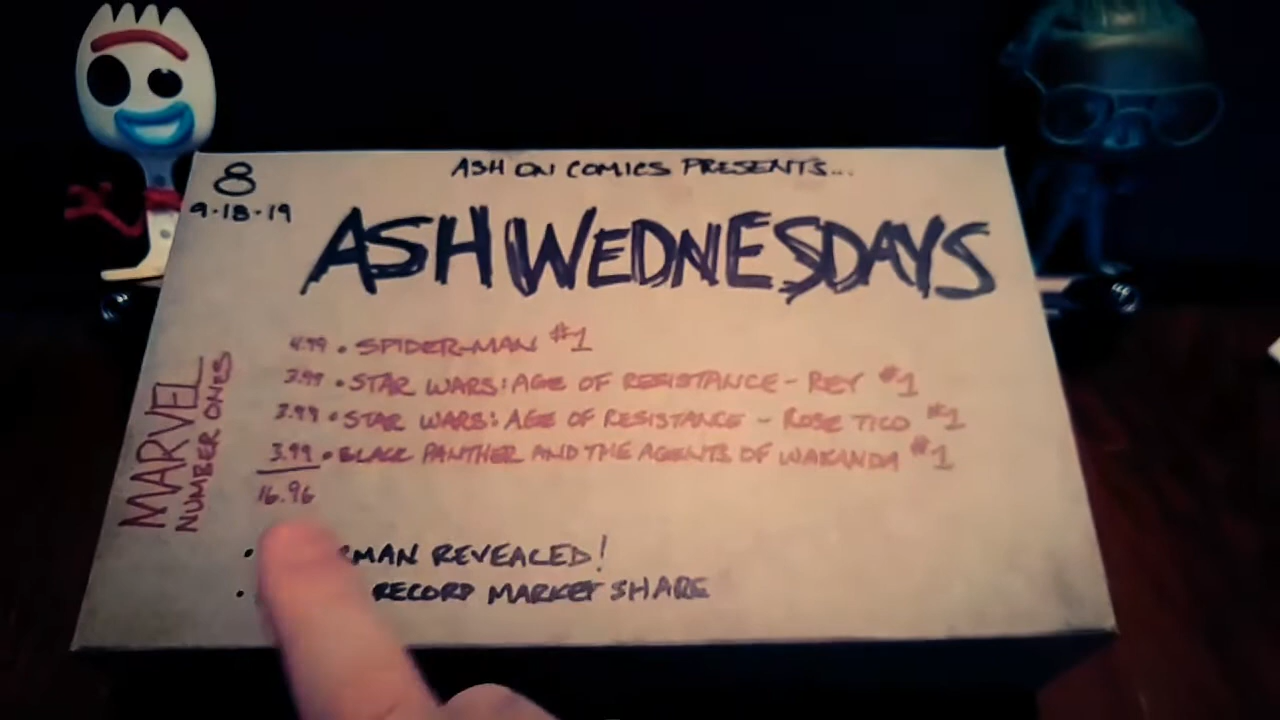 8
9-18-19
ASH ON COMICS PRESENTS...
ASH WEDNESDAYS
MARVEL
NUMBER ONES
4.99 • SPIDER-MAN #1
3.99 • STAR WARS: AGE OF RESISTANCE - REY #1
3.99 • STAR WARS: AGE OF RESISTANCE - ROSE TICO #1
3.99 • BLACK PANTHER AND THE AGENTS OF WAKANDA #1
16.96
• MAN REVEALED!
• RECORD MARKET SHARE